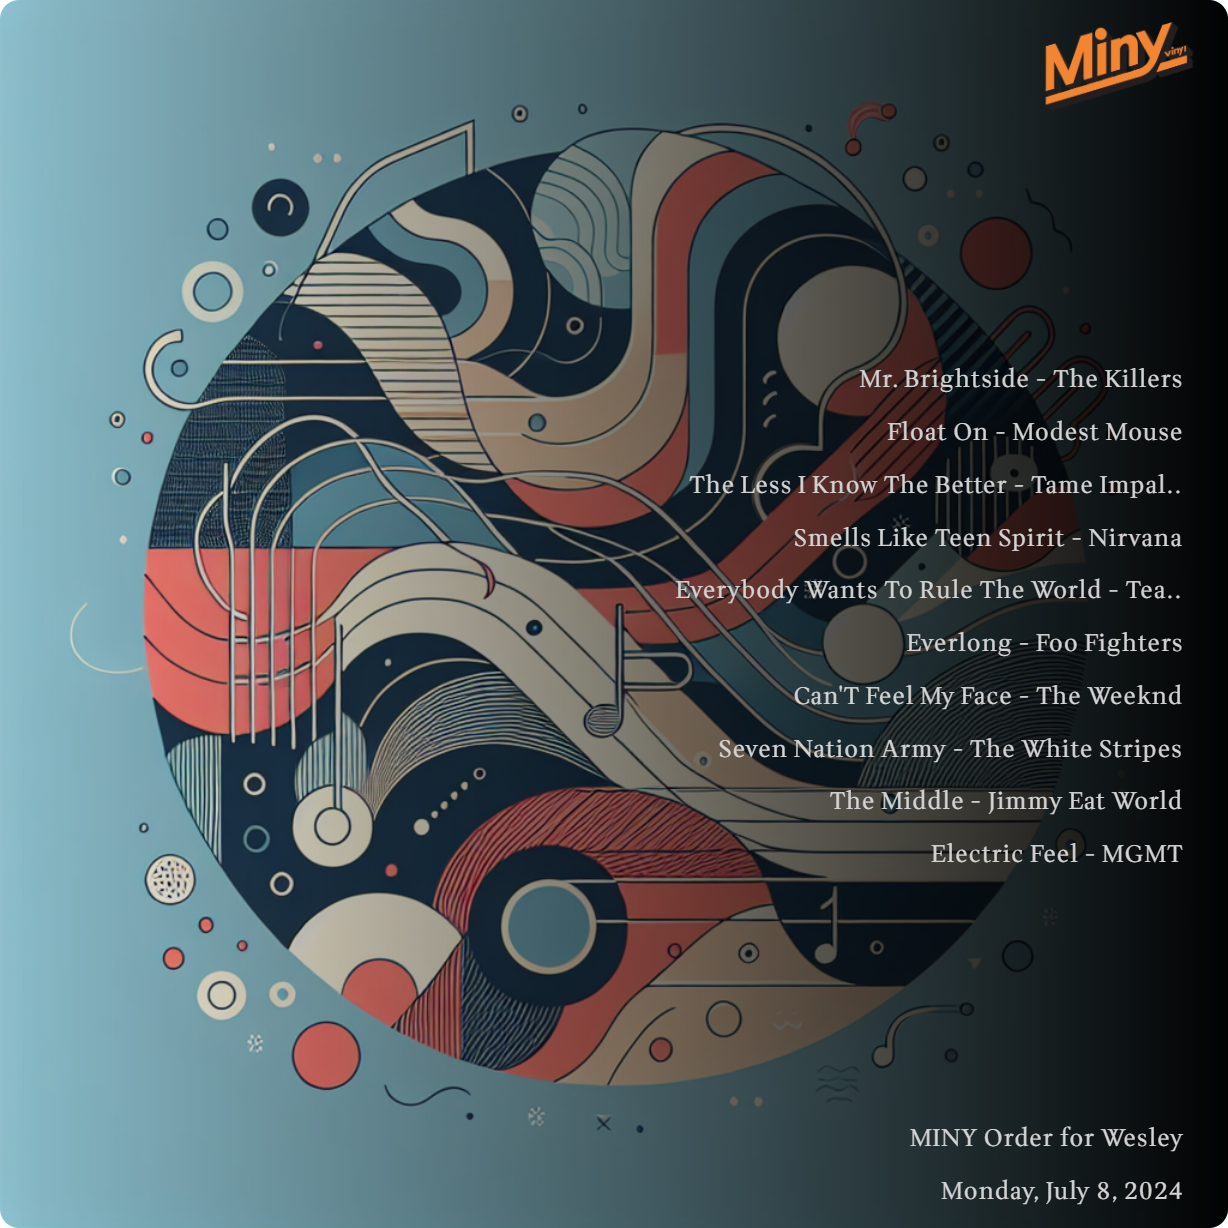 Miny
vinyl
Mr. Brightside - The Killers
Float On - Modest Mouse
The Less I Know The Better - Tame Impal..
Smells Like Teen Spirit - Nirvana
Everybody Wants To Rule The World - Tea..
Everlong - Foo Fighters
Can'T Feel My Face - The Weeknd
Seven Nation Army - The White Stripes
The Middle - Jimmy Eat World
Electric Feel - MGMT
MINY Order for Wesley
Monday, July 8, 2024